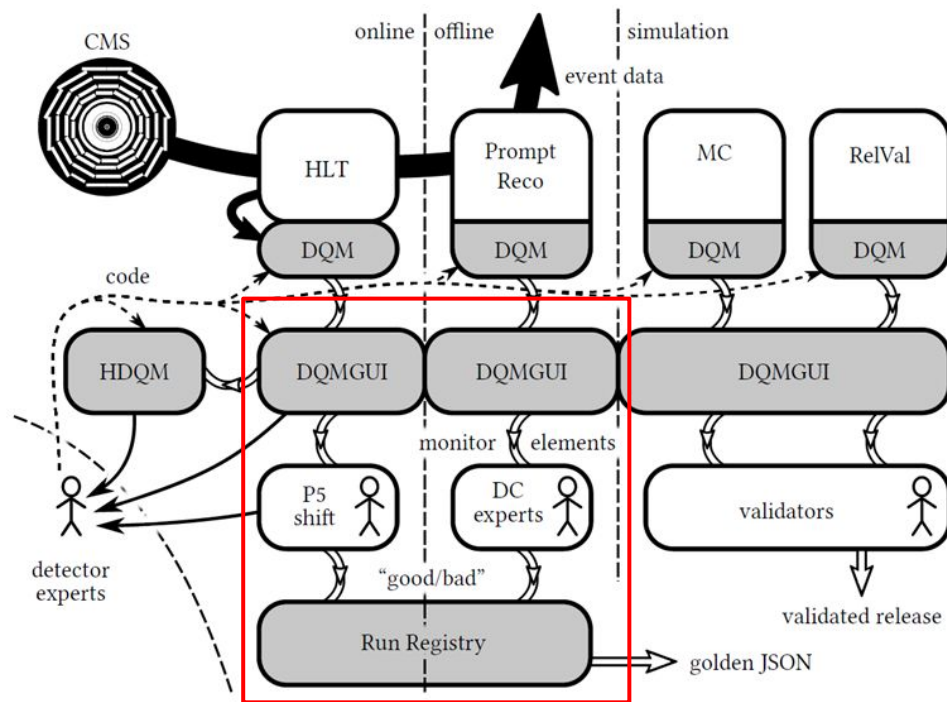 online
offline
simulation
CMS
event data
HLT
Prompt
Reco
MC
RelVal
DQM
DQM
DQM
DQM
code
HDQM
DQMGUI
DQMGUI
DQMGUI
monitor
elements
P5
shift
DC
experts
validators
detector
experts
“good/bad”
validated release
Run Registry
golden JSON